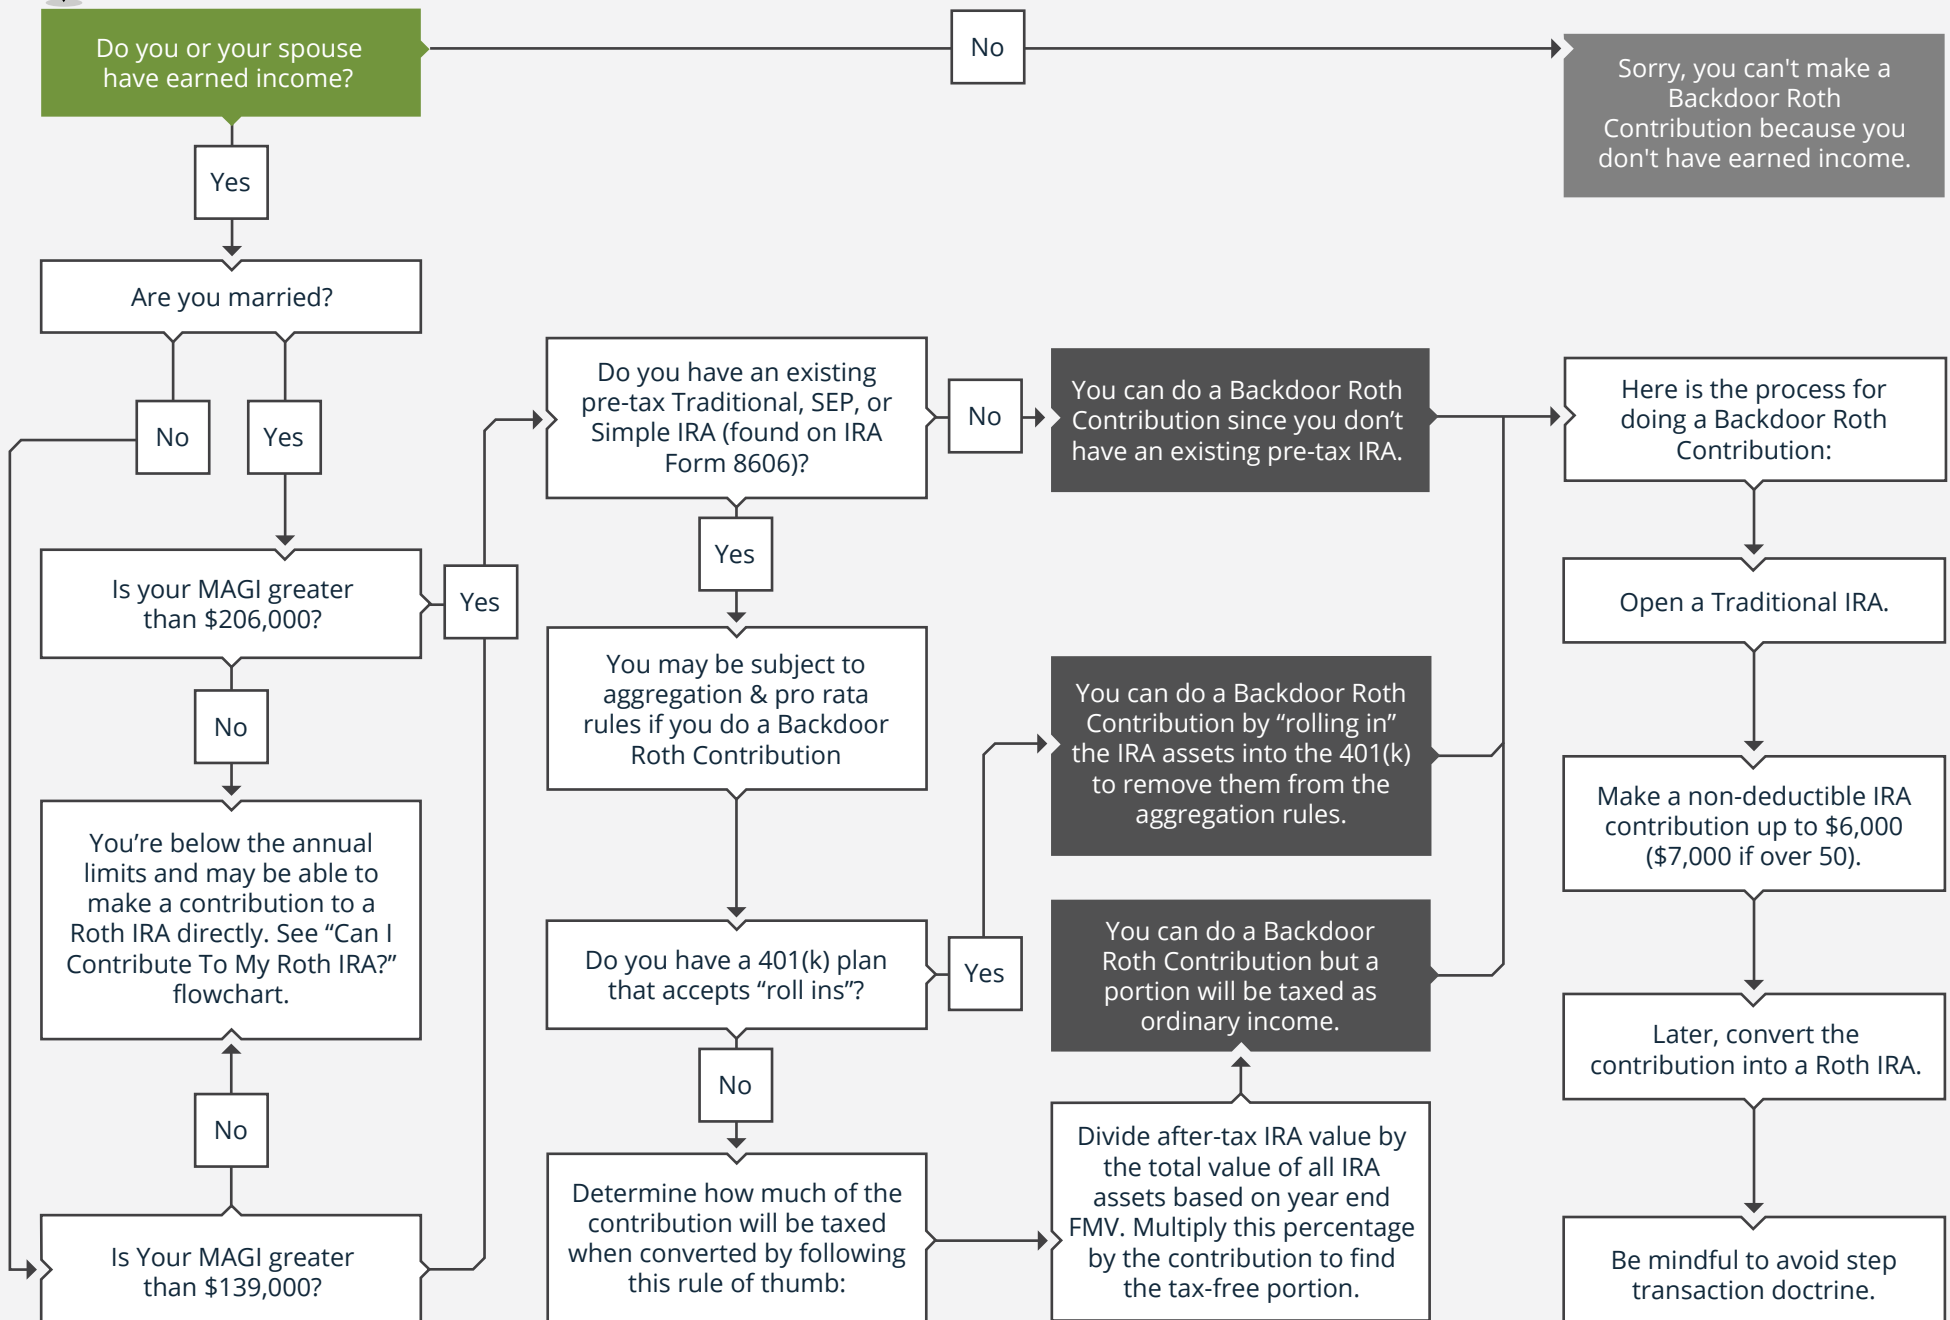 Do you or your spouse
have earned income?
No
Sorry, you can't make a
Backdoor Roth
Contribution because you
don't have earned income.
Yes
Are you married?
No
Yes
Is your MAGI greater
than $206,000?
Yes
No
You’re below the annual
limits and may be able to
make a contribution to a
Roth IRA directly. See “Can I
Contribute To My Roth IRA?”
flowchart.
No
Is Your MAGI greater
than $139,000?
Do you have an existing
pre-tax Traditional, SEP, or
Simple IRA (found on IRA
Form 8606)?
No
You can do a Backdoor Roth
Contribution since you don’t
have an existing pre-tax IRA.
Yes
You may be subject to
aggregation & pro rata
rules if you do a Backdoor
Roth Contribution
Do you have a 401(k) plan
that accepts “roll ins”?
Yes
You can do a Backdoor Roth
Contribution by “rolling in”
the IRA assets into the 401(k)
to remove them from the
aggregation rules.
No
Determine how much of the
contribution will be taxed
when converted by following
this rule of thumb:
Divide after-tax IRA value by
the total value of all IRA
assets based on year end
FMV. Multiply this percentage
by the contribution to find
the tax-free portion.
You can do a Backdoor
Roth Contribution but a
portion will be taxed as
ordinary income.
Here is the process for
doing a Backdoor Roth
Contribution:
Open a Traditional IRA.
Make a non-deductible IRA
contribution up to $6,000
($7,000 if over 50).
Later, convert the
contribution into a Roth IRA.
Be mindful to avoid step
transaction doctrine.